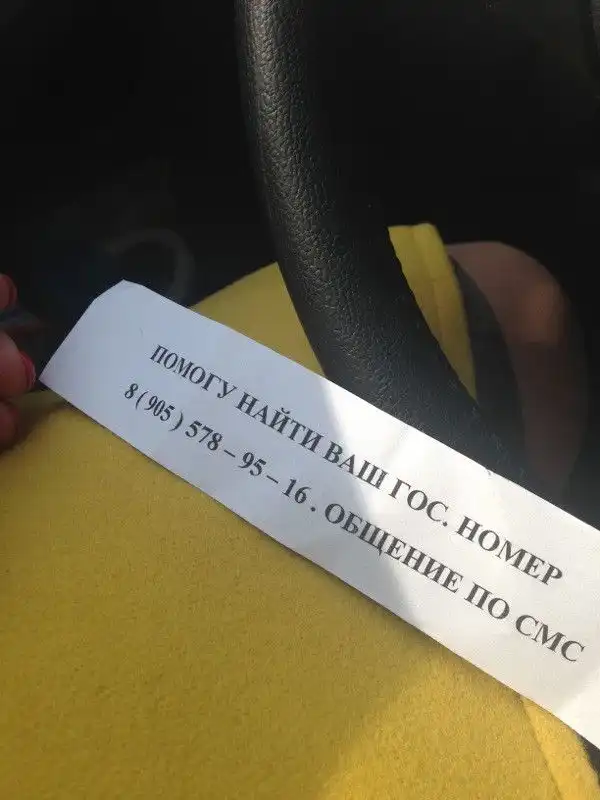 ПОМОГУ НАЙТИ ВАШ ГОС. НОМЕР
8 ( 905 ) 578 – 95 – 16 . ОБЩЕНИЕ ПО СМС